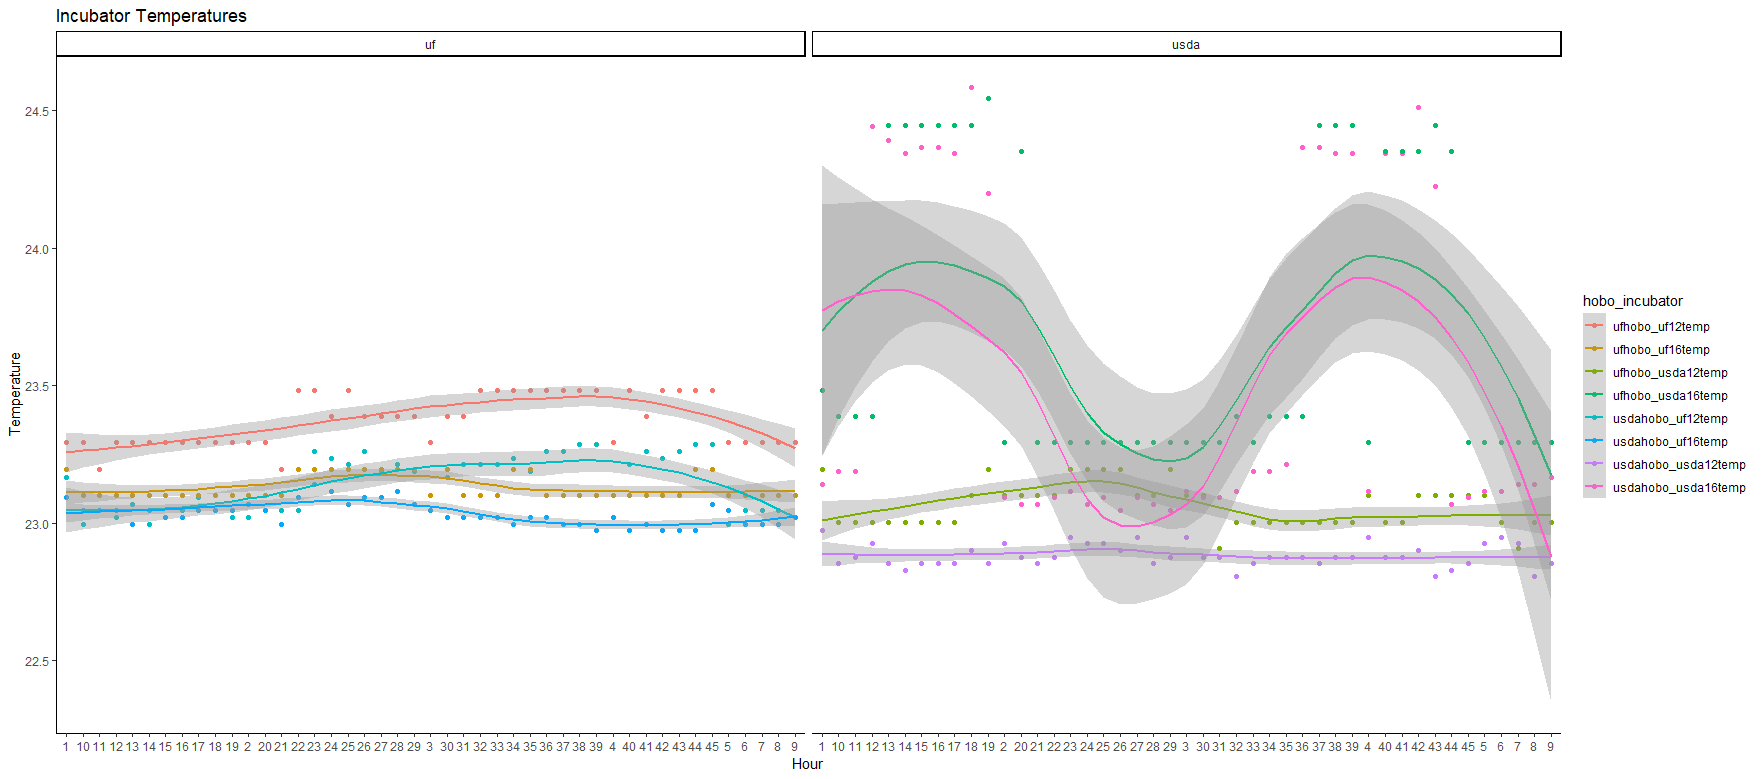 Incubator Temperatures
uf
usda
24.5
24.0
23.5
23.0
22.5
Temperature
1 10 11 12 13 14 15 16 17 18 19 2 20 21 22 23 24 25 26 27 28 29 3 30 31 32 33 34 35 36 37 38 39 4 40 41 42 43 44 45 5 6 7 8 9
1 10 11 12 13 14 15 16 17 18 19 2 20 21 22 23 24 25 26 27 28 29 3 30 31 32 33 34 35 36 37 38 39 4 40 41 42 43 44 45 5 6 7 8 9
Hour
hobo_incubator
ufhobo_uf12temp
ufhobo_uf16temp
ufhobo_usda12temp
ufhobo_usda16temp
usdahobo_uf12temp
usdahobo_uf16temp
usdahobo_usda12temp
usdahobo_usda16temp